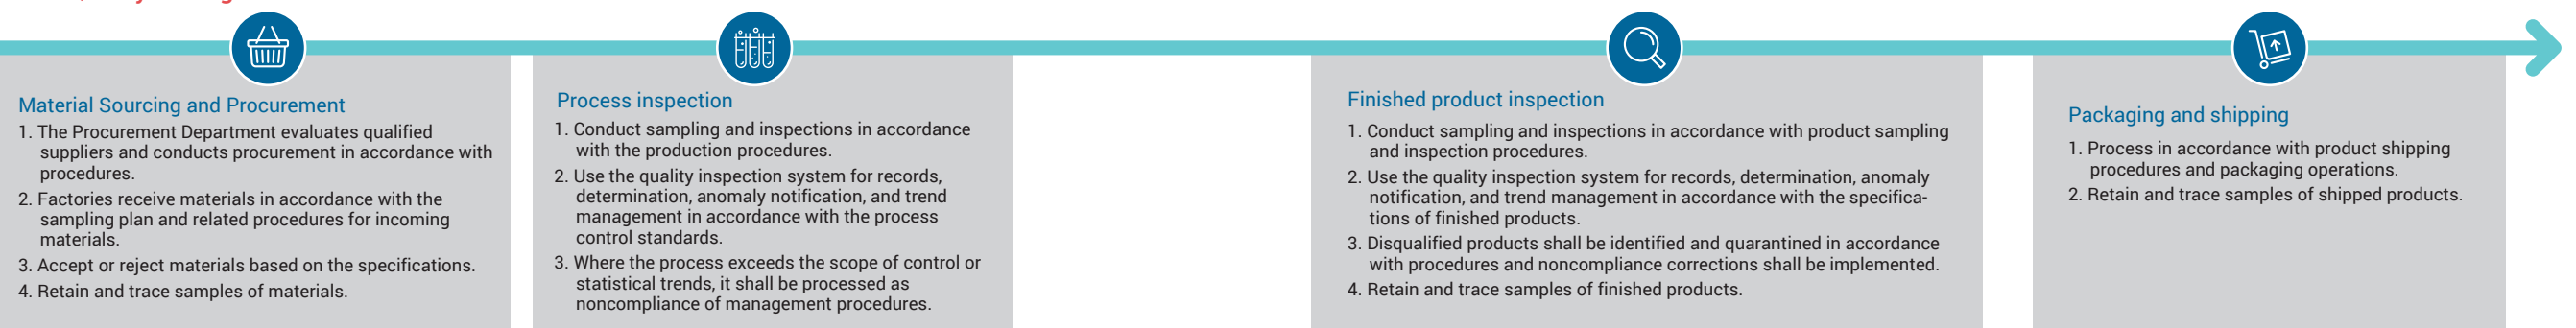 Material Sourcing and Procurement
1. The Procurement Department evaluates qualified
suppliers and conducts procurement in accordance with
procedures.
2. Factories receive materials in accordance with the
sampling plan and related procedures for incoming
materials.
3. Accept or reject materials based on the specifications.
4. Retain and trace samples of materials.
Process inspection
1. Conduct sampling and inspections in accordance
with the production procedures.
2. Use the quality inspection system for records,
determination, anomaly notification, and trend
management in accordance with the process
control standards.
3. Where the process exceeds the scope of control or
statistical trends, it shall be processed as
noncompliance of management procedures.
Finished product inspection
1. Conduct sampling and inspections in accordance with product sampling
and inspection procedures.
2. Use the quality inspection system for records, determination, anomaly
notification, and trend management in accordance with the specifica-
tions of finished products.
3. Disqualified products shall be identified and quarantined in accordance
with procedures and noncompliance corrections shall be implemented.
4. Retain and trace samples of finished products.
Packaging and shipping
1. Process in accordance with product shipping
procedures and packaging operations.
2. Retain and trace samples of shipped products.